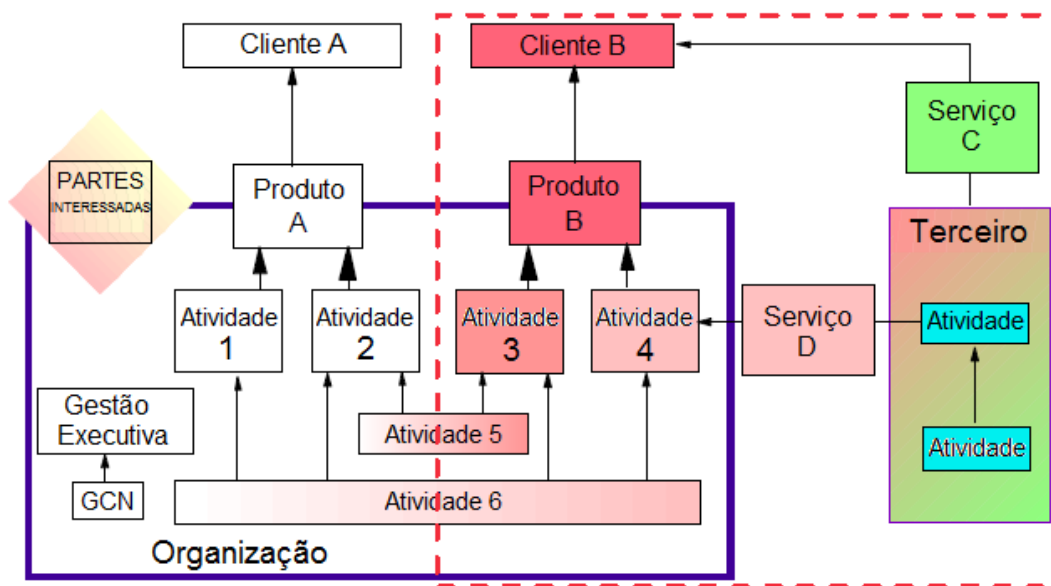 Cliente A
Cliente B
Serviço
C
PARTES
INTERESSADAS
Produto
A
Produto
B
Terceiro
Atividade
1
Atividade
2
Atividade
3
Atividade
4
Serviço
D
Atividade
Gestão
Executiva
Atividade 5
Atividade
GCN
Atividade 6
Organização